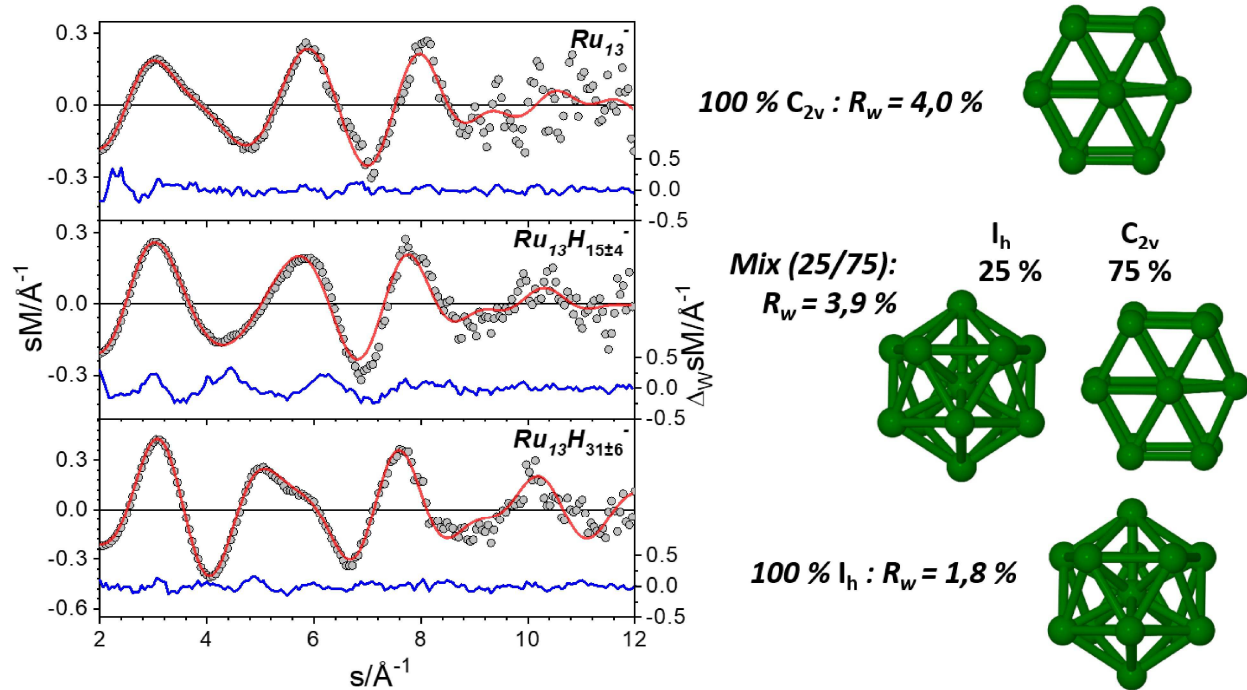 sM/Å⁻¹
0.3
0.0
-0.3
Ru₁₃⁻
0.5
0.0
-0.5
0.3
0.0
-0.3
Ru₁₃H₁₅±₄⁻
0.5
0.0
-0.5
0.3
0.0
-0.3
-0.6
Ru₁₃H₃₁±₆⁻
0.5
0.0
-0.5
2 4 6 8 10 12
s/Å⁻¹
ΔwsM/Å⁻¹
100 % C₂ᵥ : Rw = 4,0 %
Iₕ C₂ᵥ
Mix (25/75): 25 % 75 %
Rw = 3,9 %
100 % Iₕ : Rw = 1,8 %